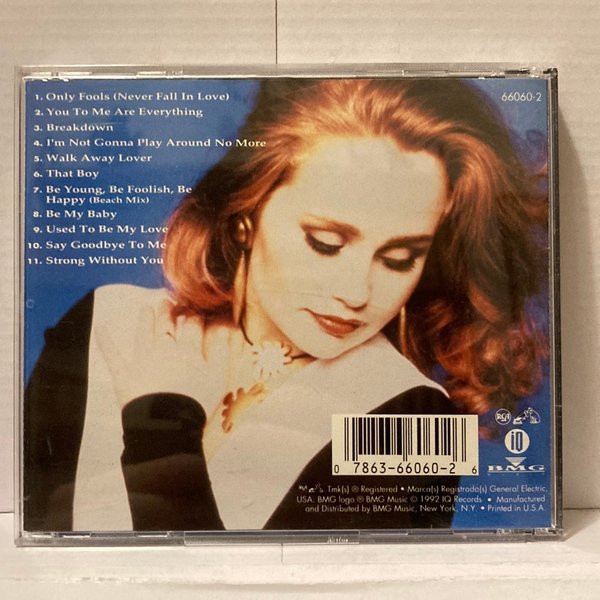 1. Only Fools (Never Fall In Love)
66060-2
2. You To Me Are Everything
3. Breakdown
4. I'm Not Gonna Play Around No More
5. Walk Away Lover
6. That Boy
7. Be Young, Be Foolish, Be
Happy (Beach Mix)
8. Be My Baby
9. Used To Be My Love
10. Say Goodbye To Me
11. Strong Without You
RCA
iQ
BMG
0 7863-66060-2 6
Tmk(s) ® Registered • Marca(s) Registrada(s) General Electric,
USA. BMG logo ® BMG Music © 1992 IQ Records • Manufactured
and Distributed by BMG Music, New York, N.Y. • Printed in U.S.A.